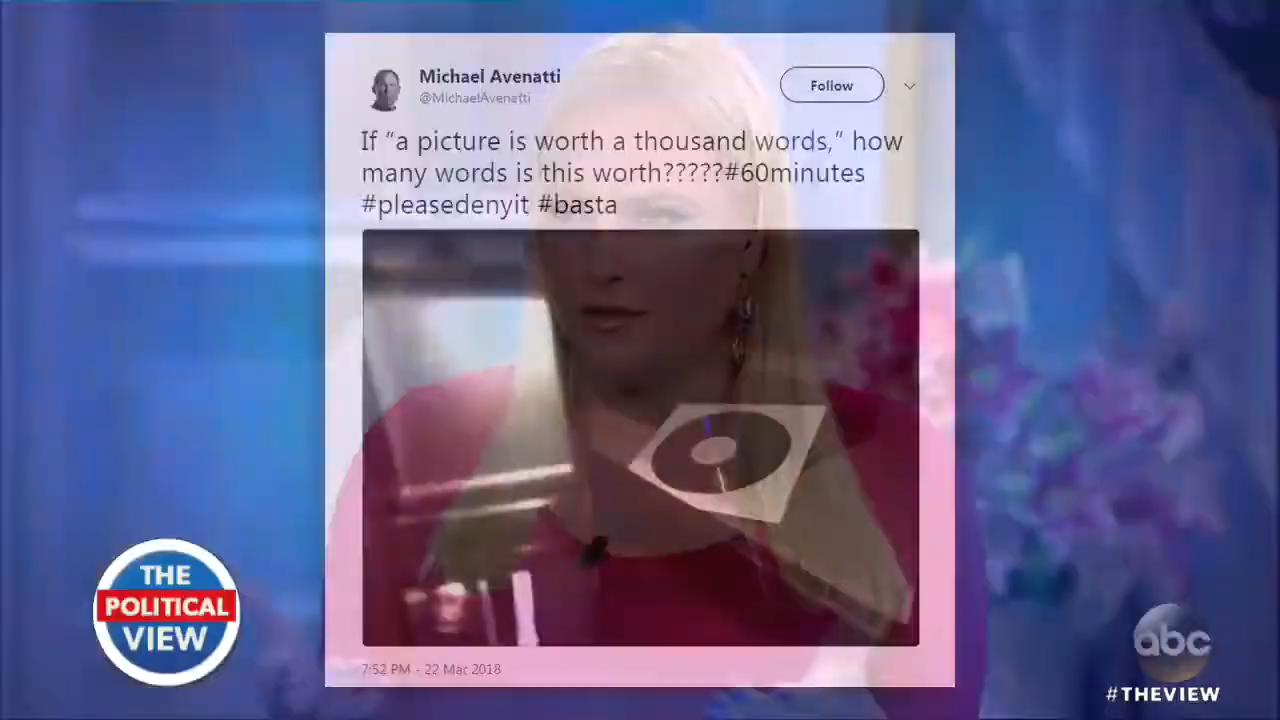 Michael Avenatti
@MichaelAvenatti
Follow
If “a picture is worth a thousand words,” how
many words is this worth?????#60minutes
#pleasedenyit #basta
7:52 PM - 22 Mar 2018
THE
POLITICAL
VIEW
abc
#THEVIEW